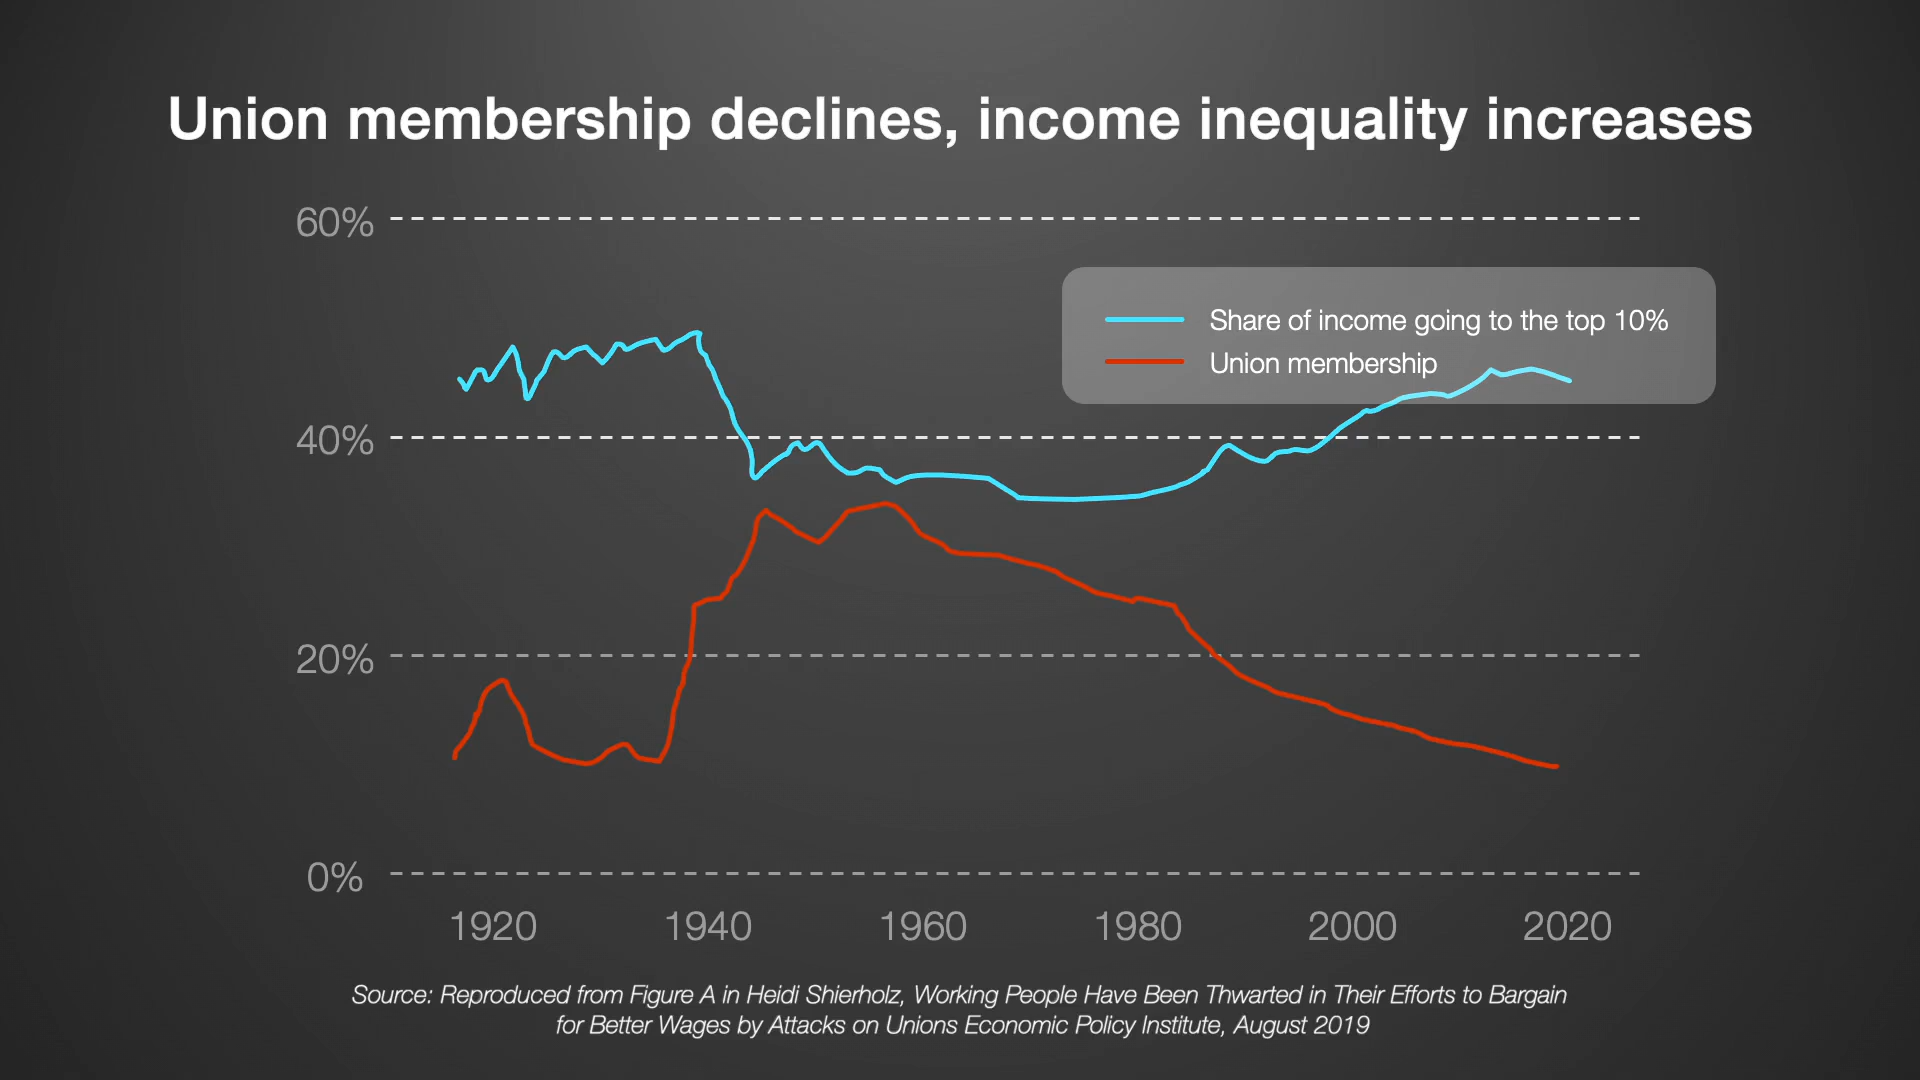 Union membership declines, income inequality increases
60%
Share of income going to the top 10%
Union membership
40%
20%
0%
1920 1940 1960 1980 2000 2020
Source: Reproduced from Figure A in Heidi Shierholz, Working People Have Been Thwarted in Their Efforts to Bargain
for Better Wages by Attacks on Unions Economic Policy Institute, August 2019